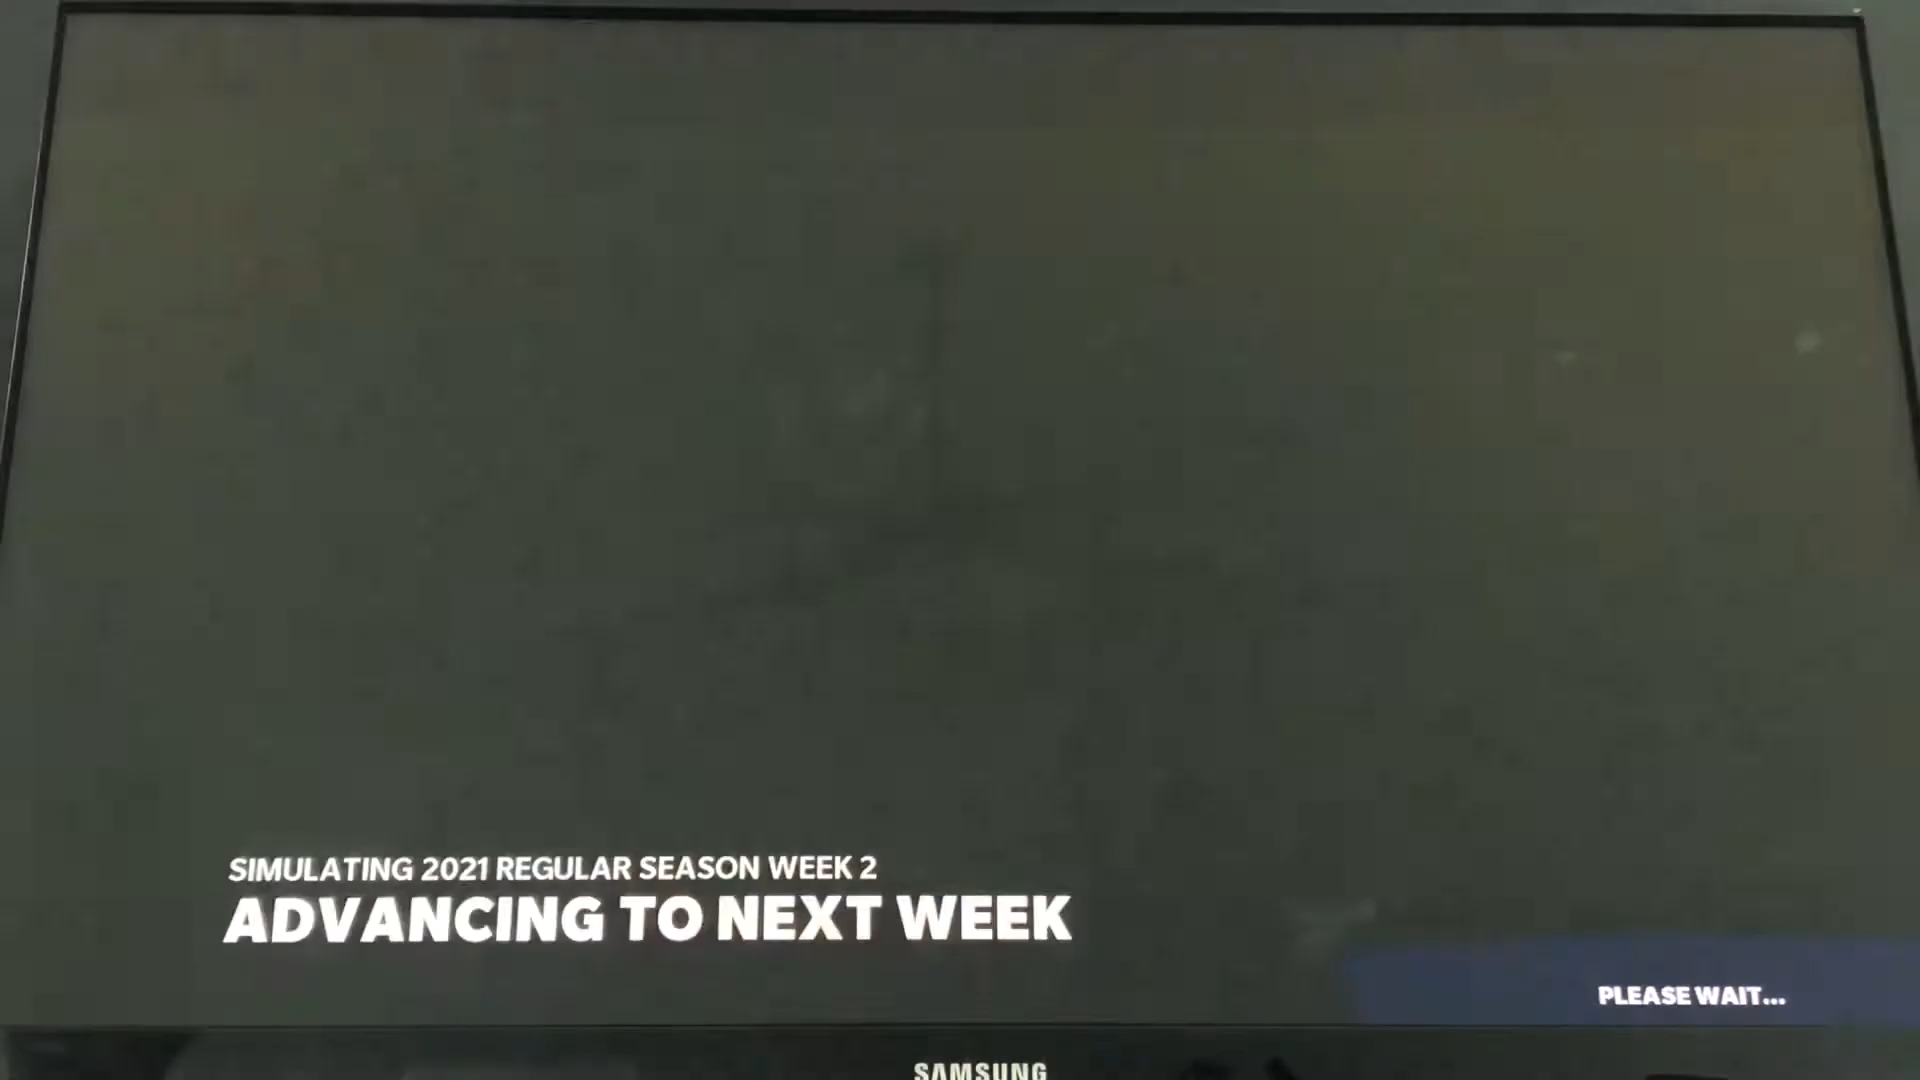 SIMULATING 2021 REGULAR SEASON WEEK 2
ADVANCING TO NEXT WEEK
PLEASE WAIT...
SAMSUNG